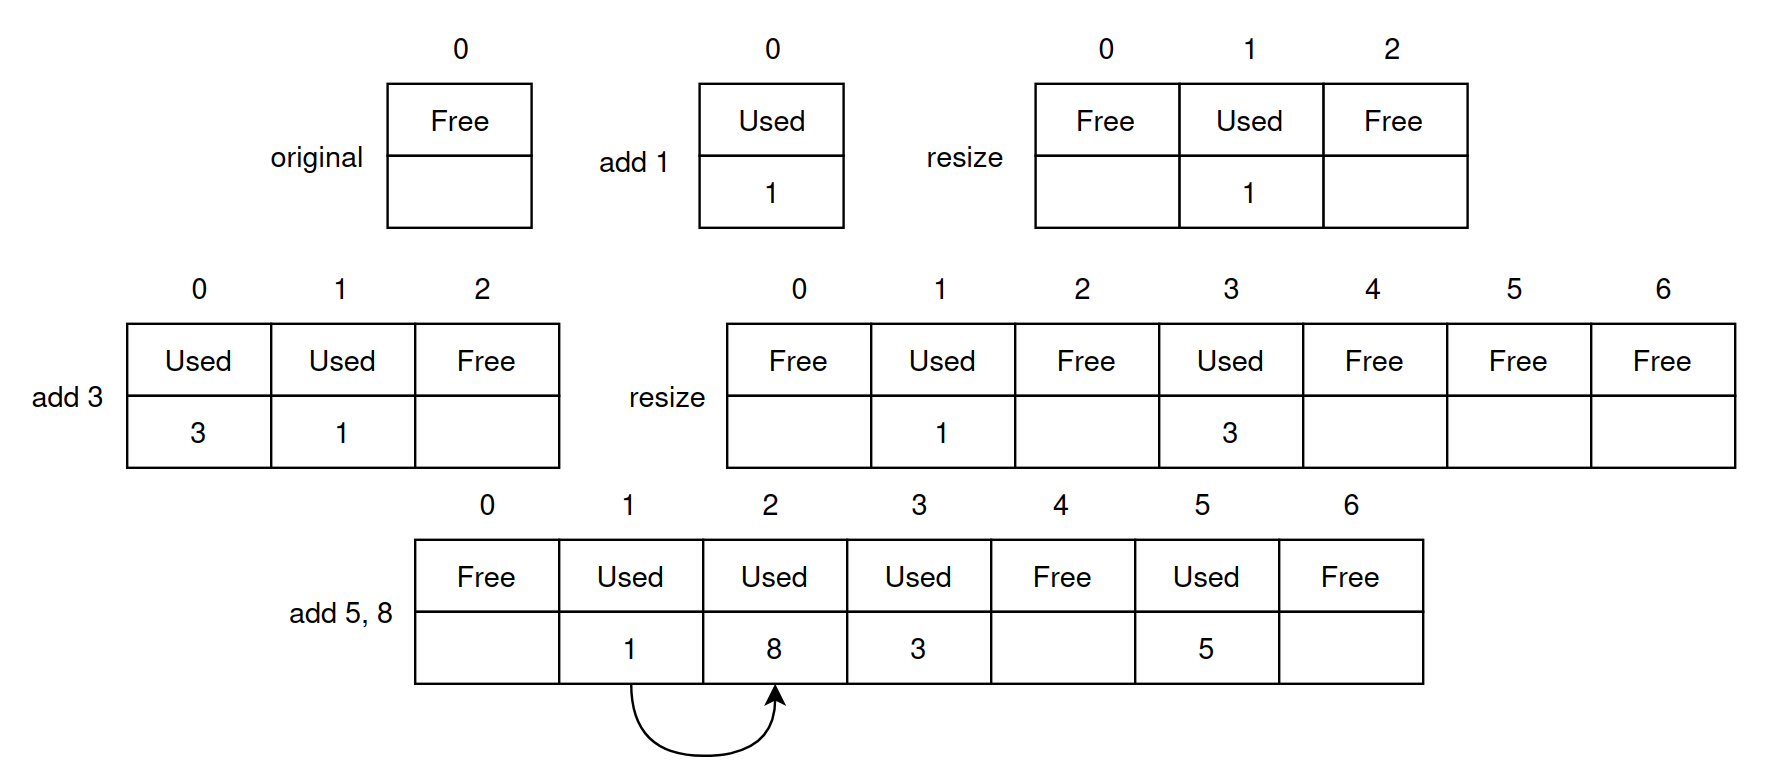 0 0 0 1 2
original Free add 1 Used resize Free Used Free
1 1
0 1 2 0 1 2 3 4 5 6
add 3 Used Used Free resize Free Used Free Used Free Free Free
3 1 1 3
0 1 2 3 4 5 6
add 5, 8 Free Used Used Used Free Used Free
1 8 3 5